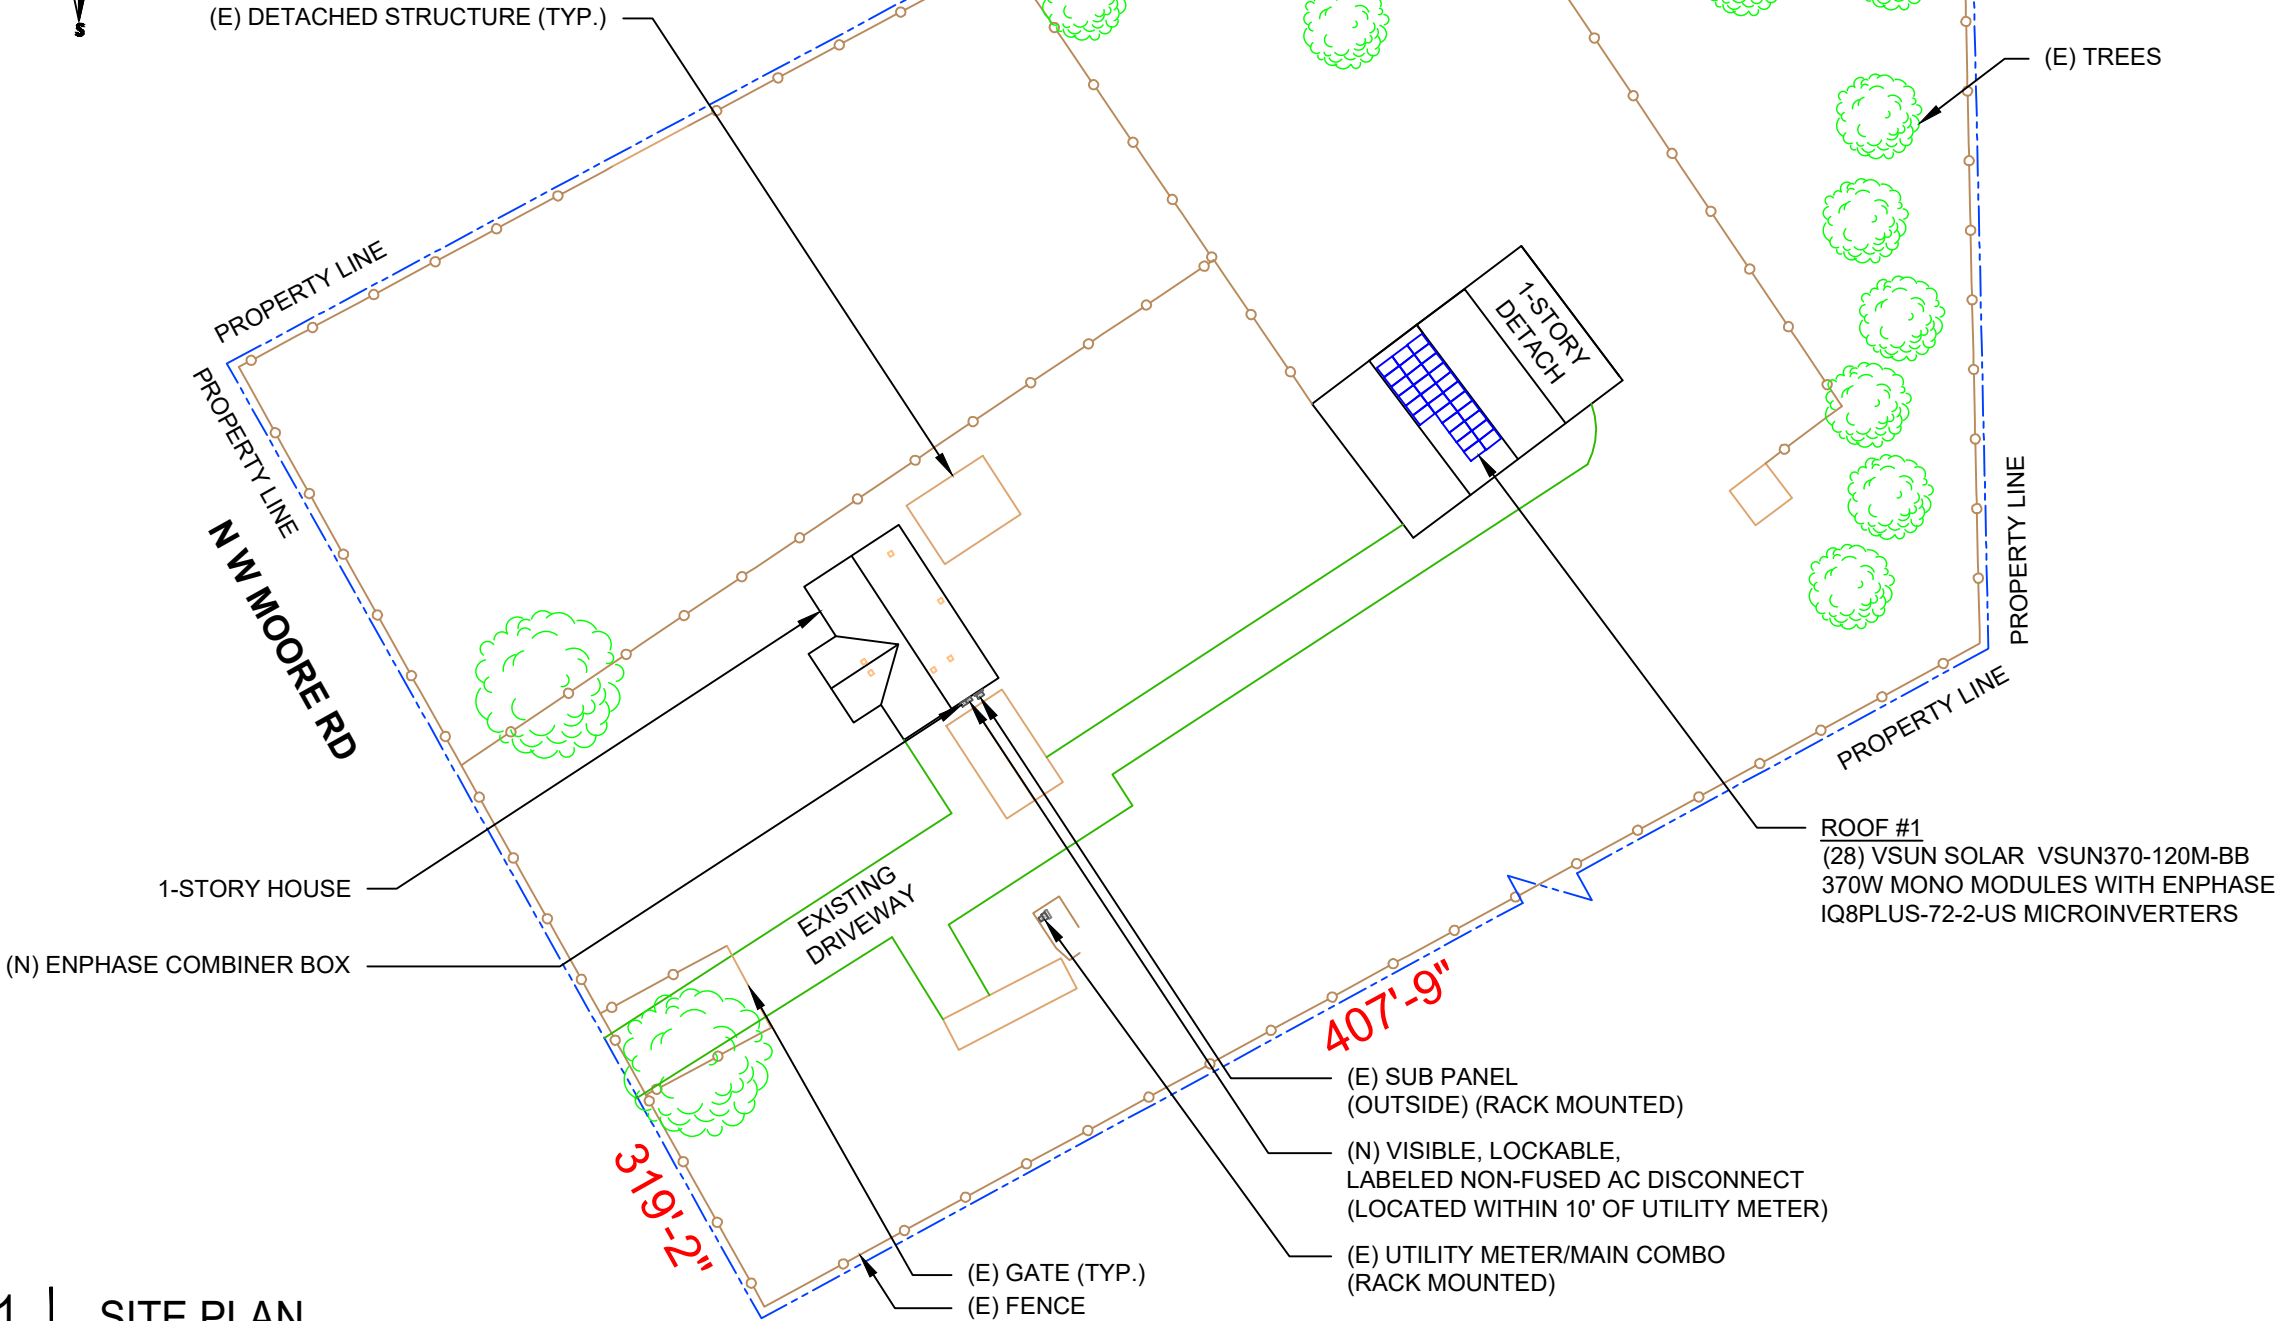 S
(E) DETACHED STRUCTURE (TYP.)
(E) TREES
PROPERTY LINE
PROPERTY LINE
N W MOORE RD
1-STORY
DETACH
PROPERTY LINE
PROPERTY LINE
ROOF #1
(28) VSUN SOLAR VSUN370-120M-BB
370W MONO MODULES WITH ENPHASE
IQ8PLUS-72-2-US MICROINVERTERS
1-STORY HOUSE
(N) ENPHASE COMBINER BOX
EXISTING
DRIVEWAY
407'-9"
319'-2"
(E) SUB PANEL
(OUTSIDE) (RACK MOUNTED)
(N) VISIBLE, LOCKABLE,
LABELED NON-FUSED AC DISCONNECT
(LOCATED WITHIN 10' OF UTILITY METER)
(E) UTILITY METER/MAIN COMBO
(RACK MOUNTED)
(E) GATE (TYP.)
(E) FENCE
1
SITE PLAN